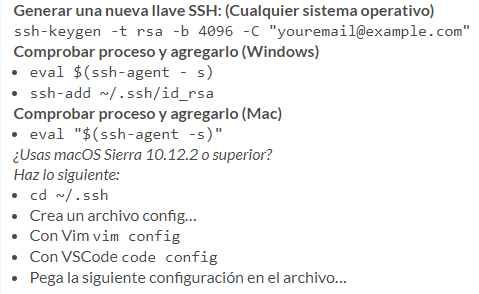 Generar una nueva llave SSH: (Cualquier sistema operativo)
ssh-keygen -t rsa -b 4096 -C "youremail@example.com"
Comprobar proceso y agregarlo (Windows)
• eval $(ssh-agent - s)
• ssh-add ~/.ssh/id_rsa
Comprobar proceso y agregarlo (Mac)
• eval "$(ssh-agent -s)"
¿Usas macOS Sierra 10.12.2 o superior?
Haz lo siguiente:
• cd ~/.ssh
• Crea un archivo config…
• Con Vim vim config
• Con VSCode code config
• Pega la siguiente configuración en el archivo…